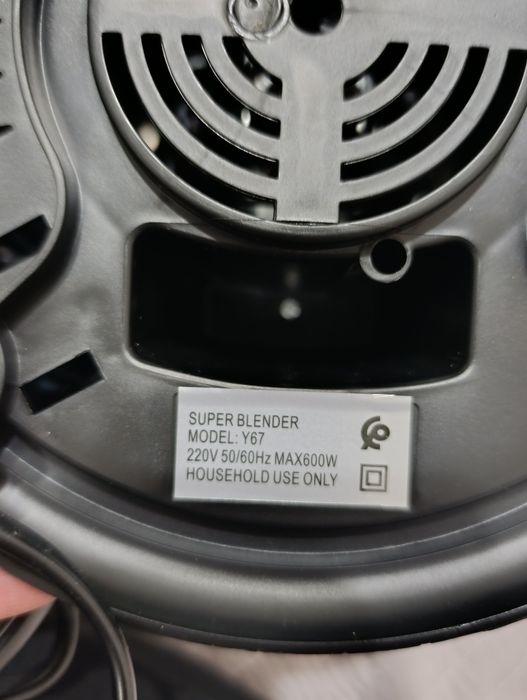 SUPER BLENDER
MODEL: Y67
220V 50/60Hz MAX600W
HOUSEHOLD USE ONLY